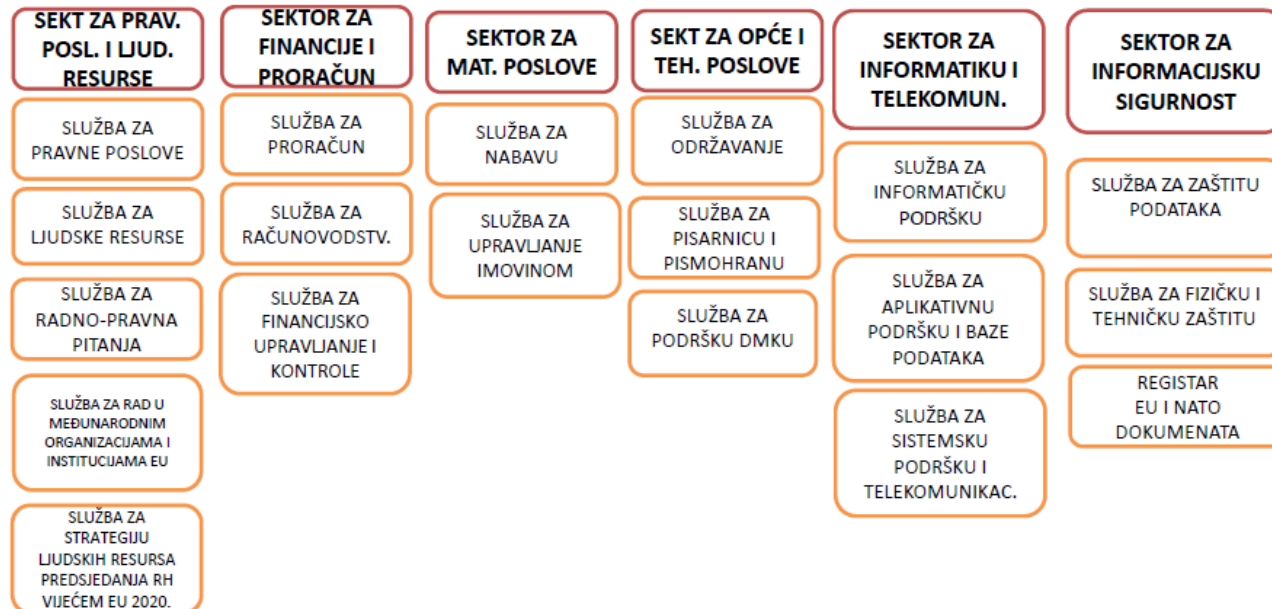 SEKT ZA PRAV.
POSL. I LJUD.
RESURSE
SLUŽBA ZA
PRAVNE POSLOVE
SLUŽBA ZA
LJUDSKE RESURSE
SLUŽBA ZA
RADNO-PRAVNA
PITANJA
SLUŽBA ZA RAD U
MEĐUNARODNIM
ORGANIZACIJAMA I
INSTITUCIJAMA EU
SLUŽBA ZA
STRATEGIJU
LJUDSKIH RESURSA
PREDSJEDANJA RH
VIJEĆEM EU 2020.
SEKTOR ZA
FINANCIJE I
PRORAČUN
SLUŽBA ZA
PRORAČUN
SLUŽBA ZA
RAČUNOVODSTV.
SLUŽBA ZA
FINANCIJSKO
UPRAVLJANJE I
KONTROLE
SEKTOR ZA
MAT. POSLOVE
SLUŽBA ZA
NABAVU
SLUŽBA ZA
UPRAVLJANJE
IMOVINOM
SEKT ZA OPĆE I
TEH. POSLOVE
SLUŽBA ZA
ODRŽAVANJE
SLUŽBA ZA
PISARNICU I
PISMOHRANU
SLUŽBA ZA
PODRŠKU DMKU
SEKTOR ZA
INFORMATIKU I
TELEKOMUN.
SLUŽBA ZA
INFORMATIČKU
PODRŠKU
SLUŽBA ZA
APLIKATIVNU
PODRŠKU I BAZE
PODATAKA
SLUŽBA ZA
SISTEMSKU
PODRŠKU I
TELEKOMUNIKAC.
SEKTOR ZA
INFORMACIJSKU
SIGURNOST
SLUŽBA ZA ZAŠTITU
PODATAKA
SLUŽBA ZA FIZIČKU I
TEHNIČKU ZAŠTITU
REGISTAR
EU I NATO
DOKUMENATA